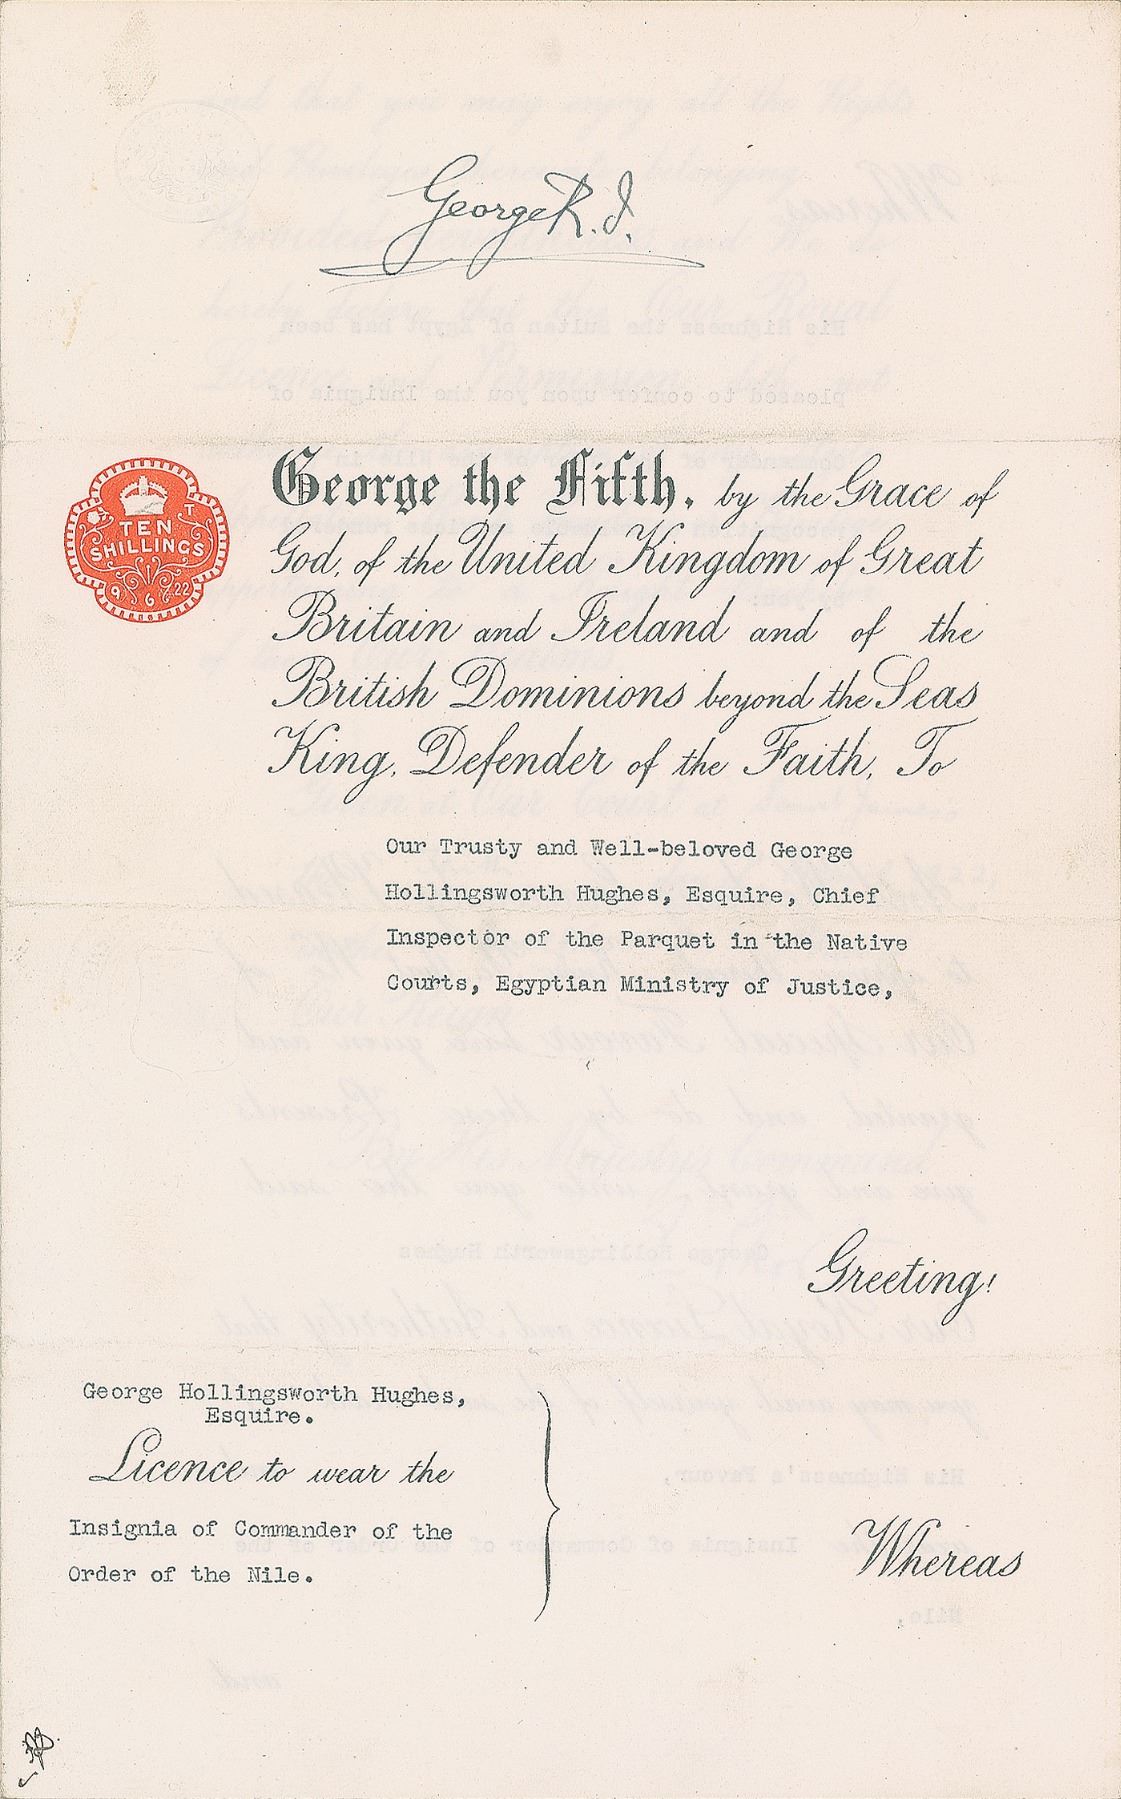 George R.I.
George the Fifth, by the Grace of
TEN
SHILLINGS
T
9 6 22
God, of the United Kingdom of Great
Britain and Ireland and of the
British Dominions beyond the Seas
King, Defender of the Faith, To
Our Trusty and Well-beloved George
Hollingsworth Hughes, Esquire, Chief
Inspector of the Parquet in the Native
Courts, Egyptian Ministry of Justice,
Greeting!
George Hollingsworth Hughes,
Esquire.
Licence to wear the
Insignia of Commander of the
Order of the Nile.
Whereas